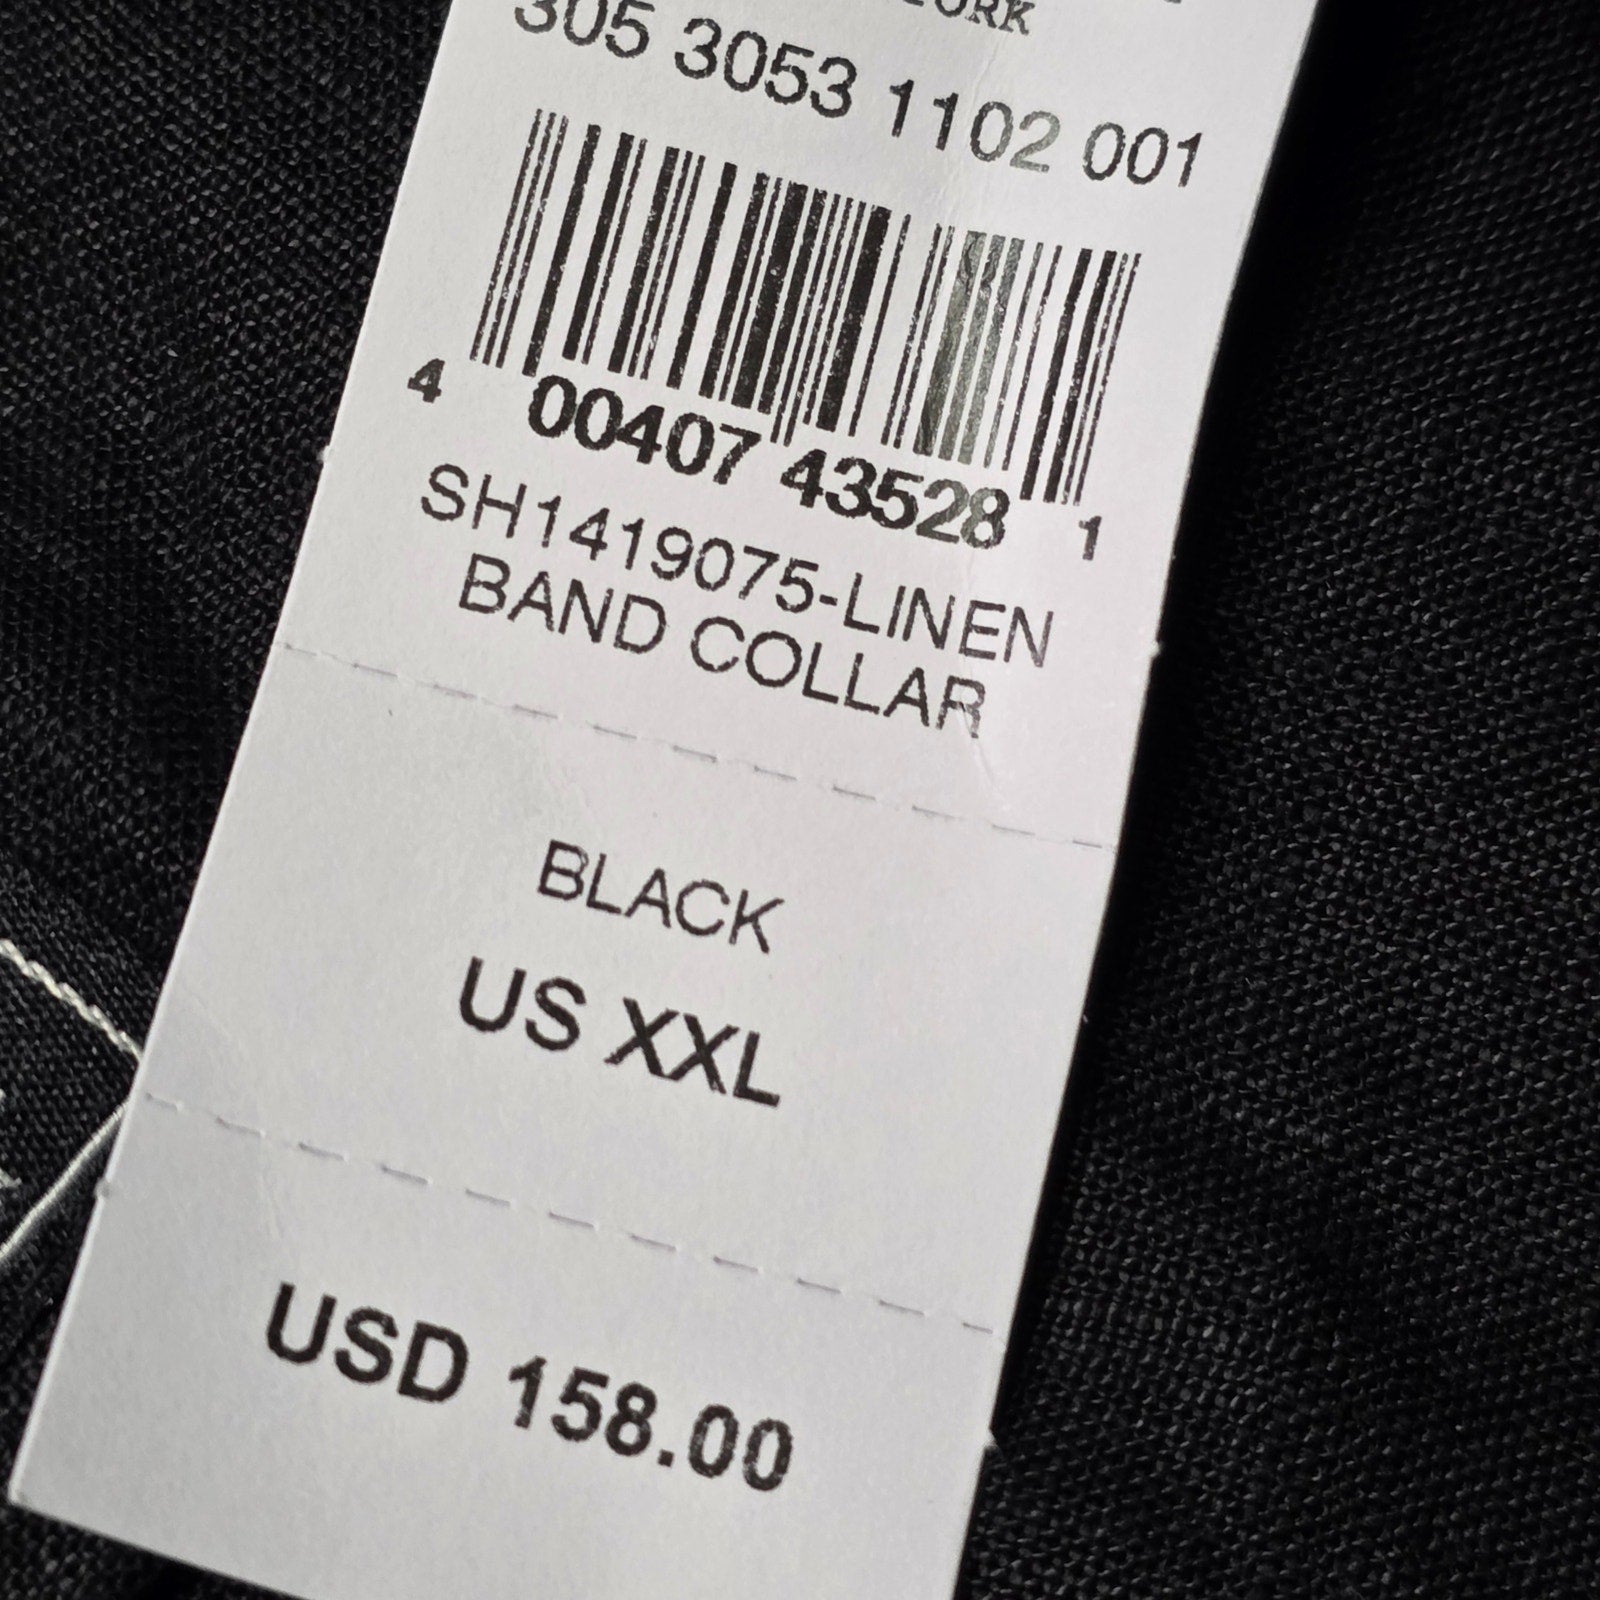 305 3053 1102 001
4 00407 43528 1
SH1419075-LINEN
BAND COLLAR
BLACK
US XXL
USD 158.00